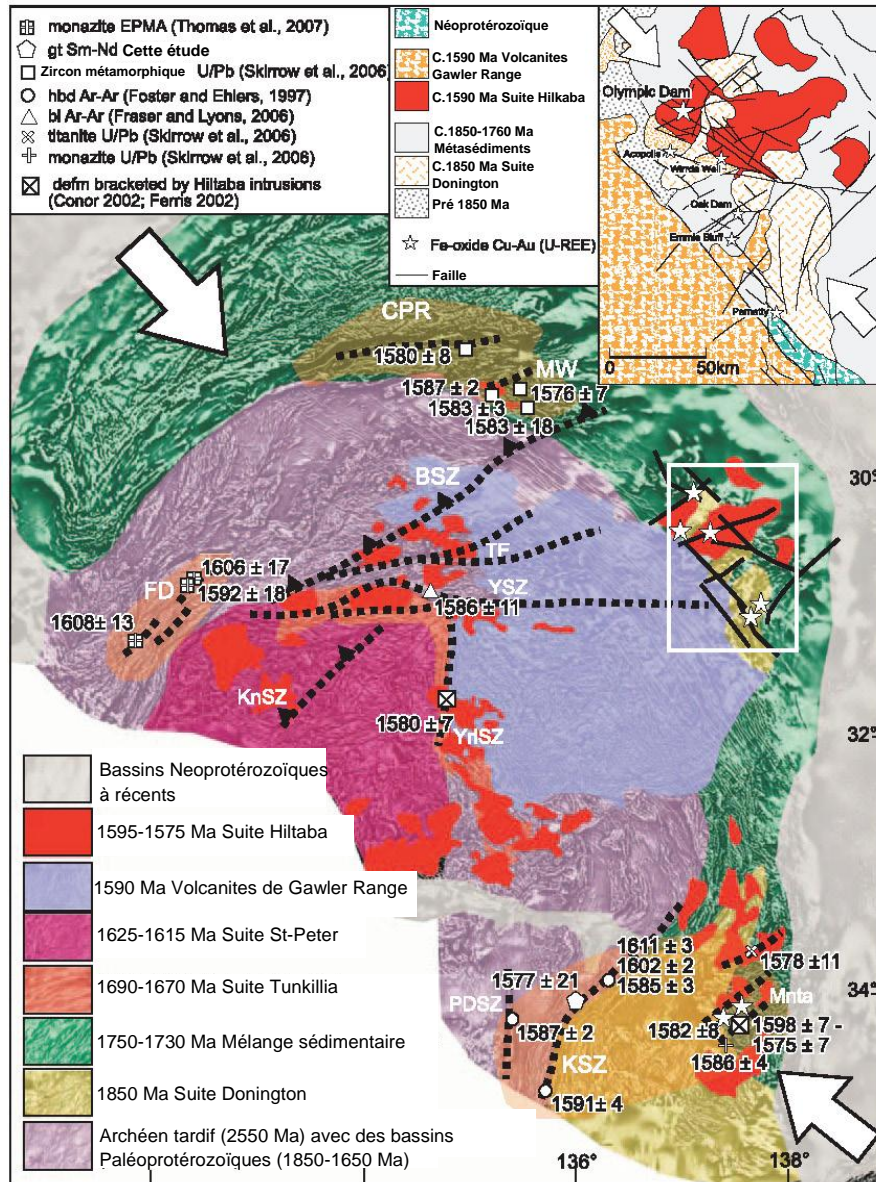 monazite EPMA (Thomas et al., 2007)
gt Sm-Nd Cette étude
Zircon métamorphique U/Pb (Skirrow et al., 2006)
hbd Ar-Ar (Foster and Ehlers, 1997)
bi Ar-Ar (Fraser and Lyons, 2006)
titanite U/Pb (Skirrow et al., 2006)
monazite U/Pb (Skirrow et al., 2006)
defm bracketed by Hiltaba intrusions
(Conor 2002; Ferris 2002)
Néoprotérozoïque
C.1590 Ma Volcanites
Gawler Range
C.1590 Ma Suite Hilkaba
C.1850-1760 Ma
Métasédiments
C.1850 Ma Suite
Donington
Pré 1850 Ma
Fe-oxide Cu-Au (U-REE)
Faille
Olympic Dam
Acropolis
Wirrda Well
Oak Dam
Emmie Bluff
Pernatty
0 50km
CPR
1580 ± 8
MW
1587 ± 2
1576 ± 7
1583 ± 3
1583 ± 18
30°
BSZ
TF
1606 ± 17
FD
1592 ± 18
YSZ
1586 ± 11
1608± 13
KnSZ
1580 ± 7
YrlSZ
32°
Bassins Neoprotérozoïques
à récents
1595-1575 Ma Suite Hiltaba
1590 Ma Volcanites de Gawler Range
1625-1615 Ma Suite St-Peter
1690-1670 Ma Suite Tunkillia
1750-1730 Ma Mélange sédimentaire
1850 Ma Suite Donington
Archéen tardif (2550 Ma) avec des bassins
Paléoprotérozoïques (1850-1650 Ma)
1611 ± 3
1602 ± 2
1585 ± 3
1577 ± 21
1578 ±11
PDSZ
Mnta
34°
1587 ± 2
1582 ± 8
1598 ± 7 -
1575 ± 7
KSZ
1586 ± 4
1591± 4
136°
138°